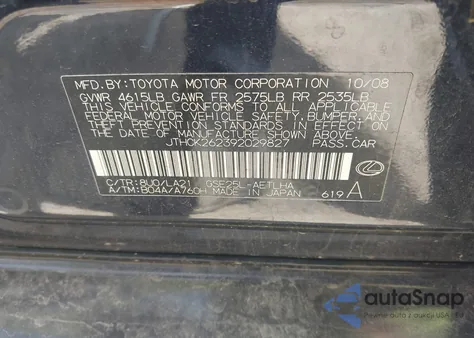 MFD. BY: TOYOTA MOTOR CORPORATION 10/08
GVWR 4615LB GAWR FR 2575LB RR 2535LB
THIS VEHICLE CONFORMS TO ALL APPLICABLE
FEDERAL MOTOR VEHICLE SAFETY, BUMPER, AND
THEFT PREVENTION STANDARDS IN EFFECT ON
THE DATE OF MANUFACTURE SHOWN ABOVE.
JTHCK262392029827 PASS.CAR
C/TR: 8U0/LA21 GSE25L-AETLHA
A/TM: B04A/A760H MADE IN JAPAN 619 A
autoSnap